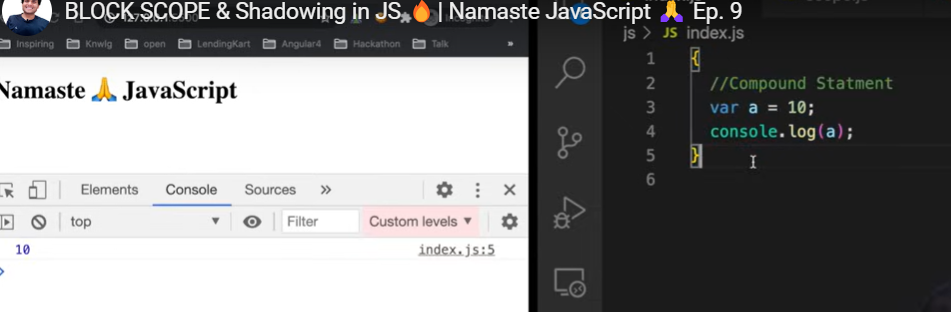 BLOCK SCOPE & Shadowing in JS 🔥 | Namaste JavaScript 🙏 Ep. 9
Inspiring Knwlg open LendingKart Angular4 Hackathon Talk »
Namaste 🙏 JavaScript
Elements Console Sources »
top Filter Custom levels
10 index.js:5
js > JS index.js
1 {
2 //Compound Statment
3 var a = 10;
4 console.log(a);
5 }
6